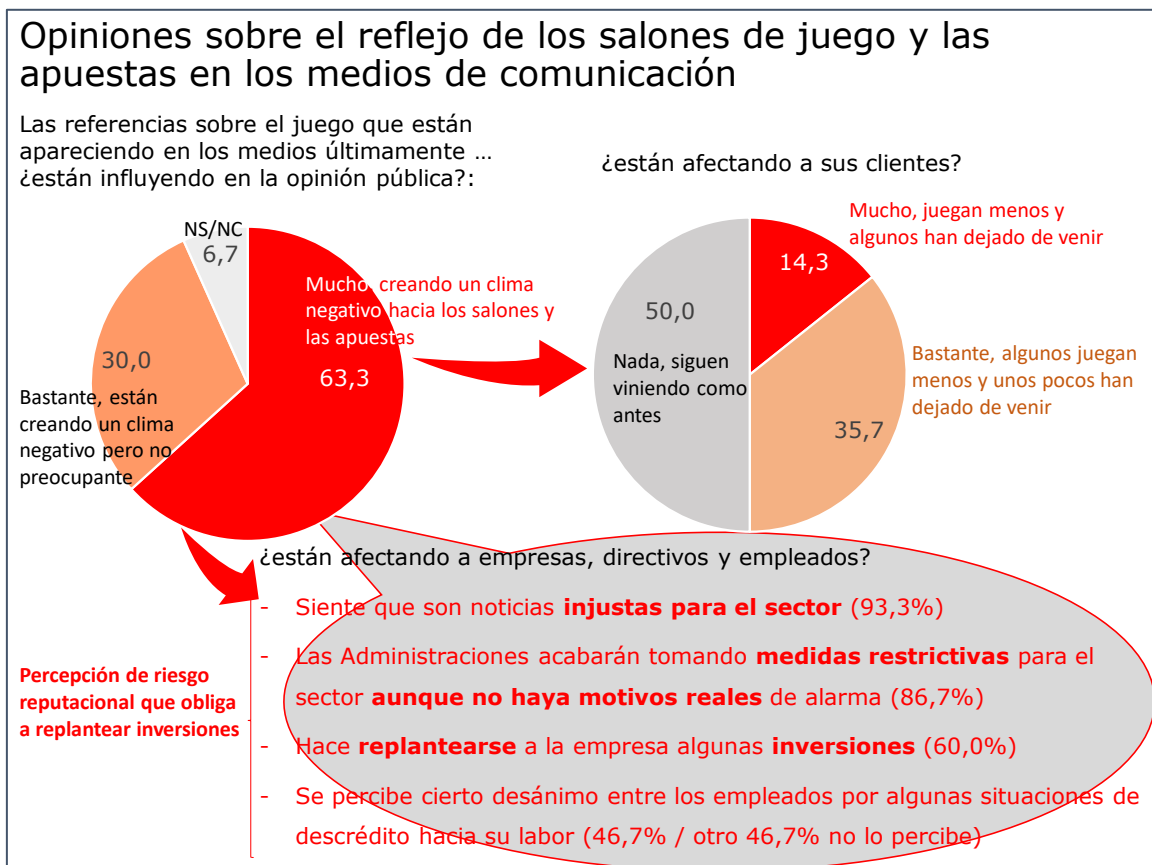 Opiniones sobre el reflejo de los salones de juego y las
apuestas en los medios de comunicación
Las referencias sobre el juego que están
apareciendo en los medios últimamente ...
¿están influyendo en la opinión pública?:
NS/NC
6,7
Mucho, creando un clima
negativo hacia los salones y
las apuestas
63,3
30,0
Bastante, están
creando un clima
negativo pero no
preocupante
¿están afectando a sus clientes?
Mucho, juegan menos y
algunos han dejado de venir
14,3
50,0
Nada, siguen
viniendo como
antes
Bastante, algunos juegan
menos y unos pocos han
dejado de venir
35,7
¿están afectando a empresas, directivos y empleados?
- Siente que son noticias injustas para el sector (93,3%)
- Las Administraciones acabarán tomando medidas restrictivas para el
sector aunque no haya motivos reales de alarma (86,7%)
- Hace replantearse a la empresa algunas inversiones (60,0%)
- Se percibe cierto desánimo entre los empleados por algunas situaciones de
descrédito hacia su labor (46,7% / otro 46,7% no lo percibe)
Percepción de riesgo
reputacional que obliga
a replantear inversiones